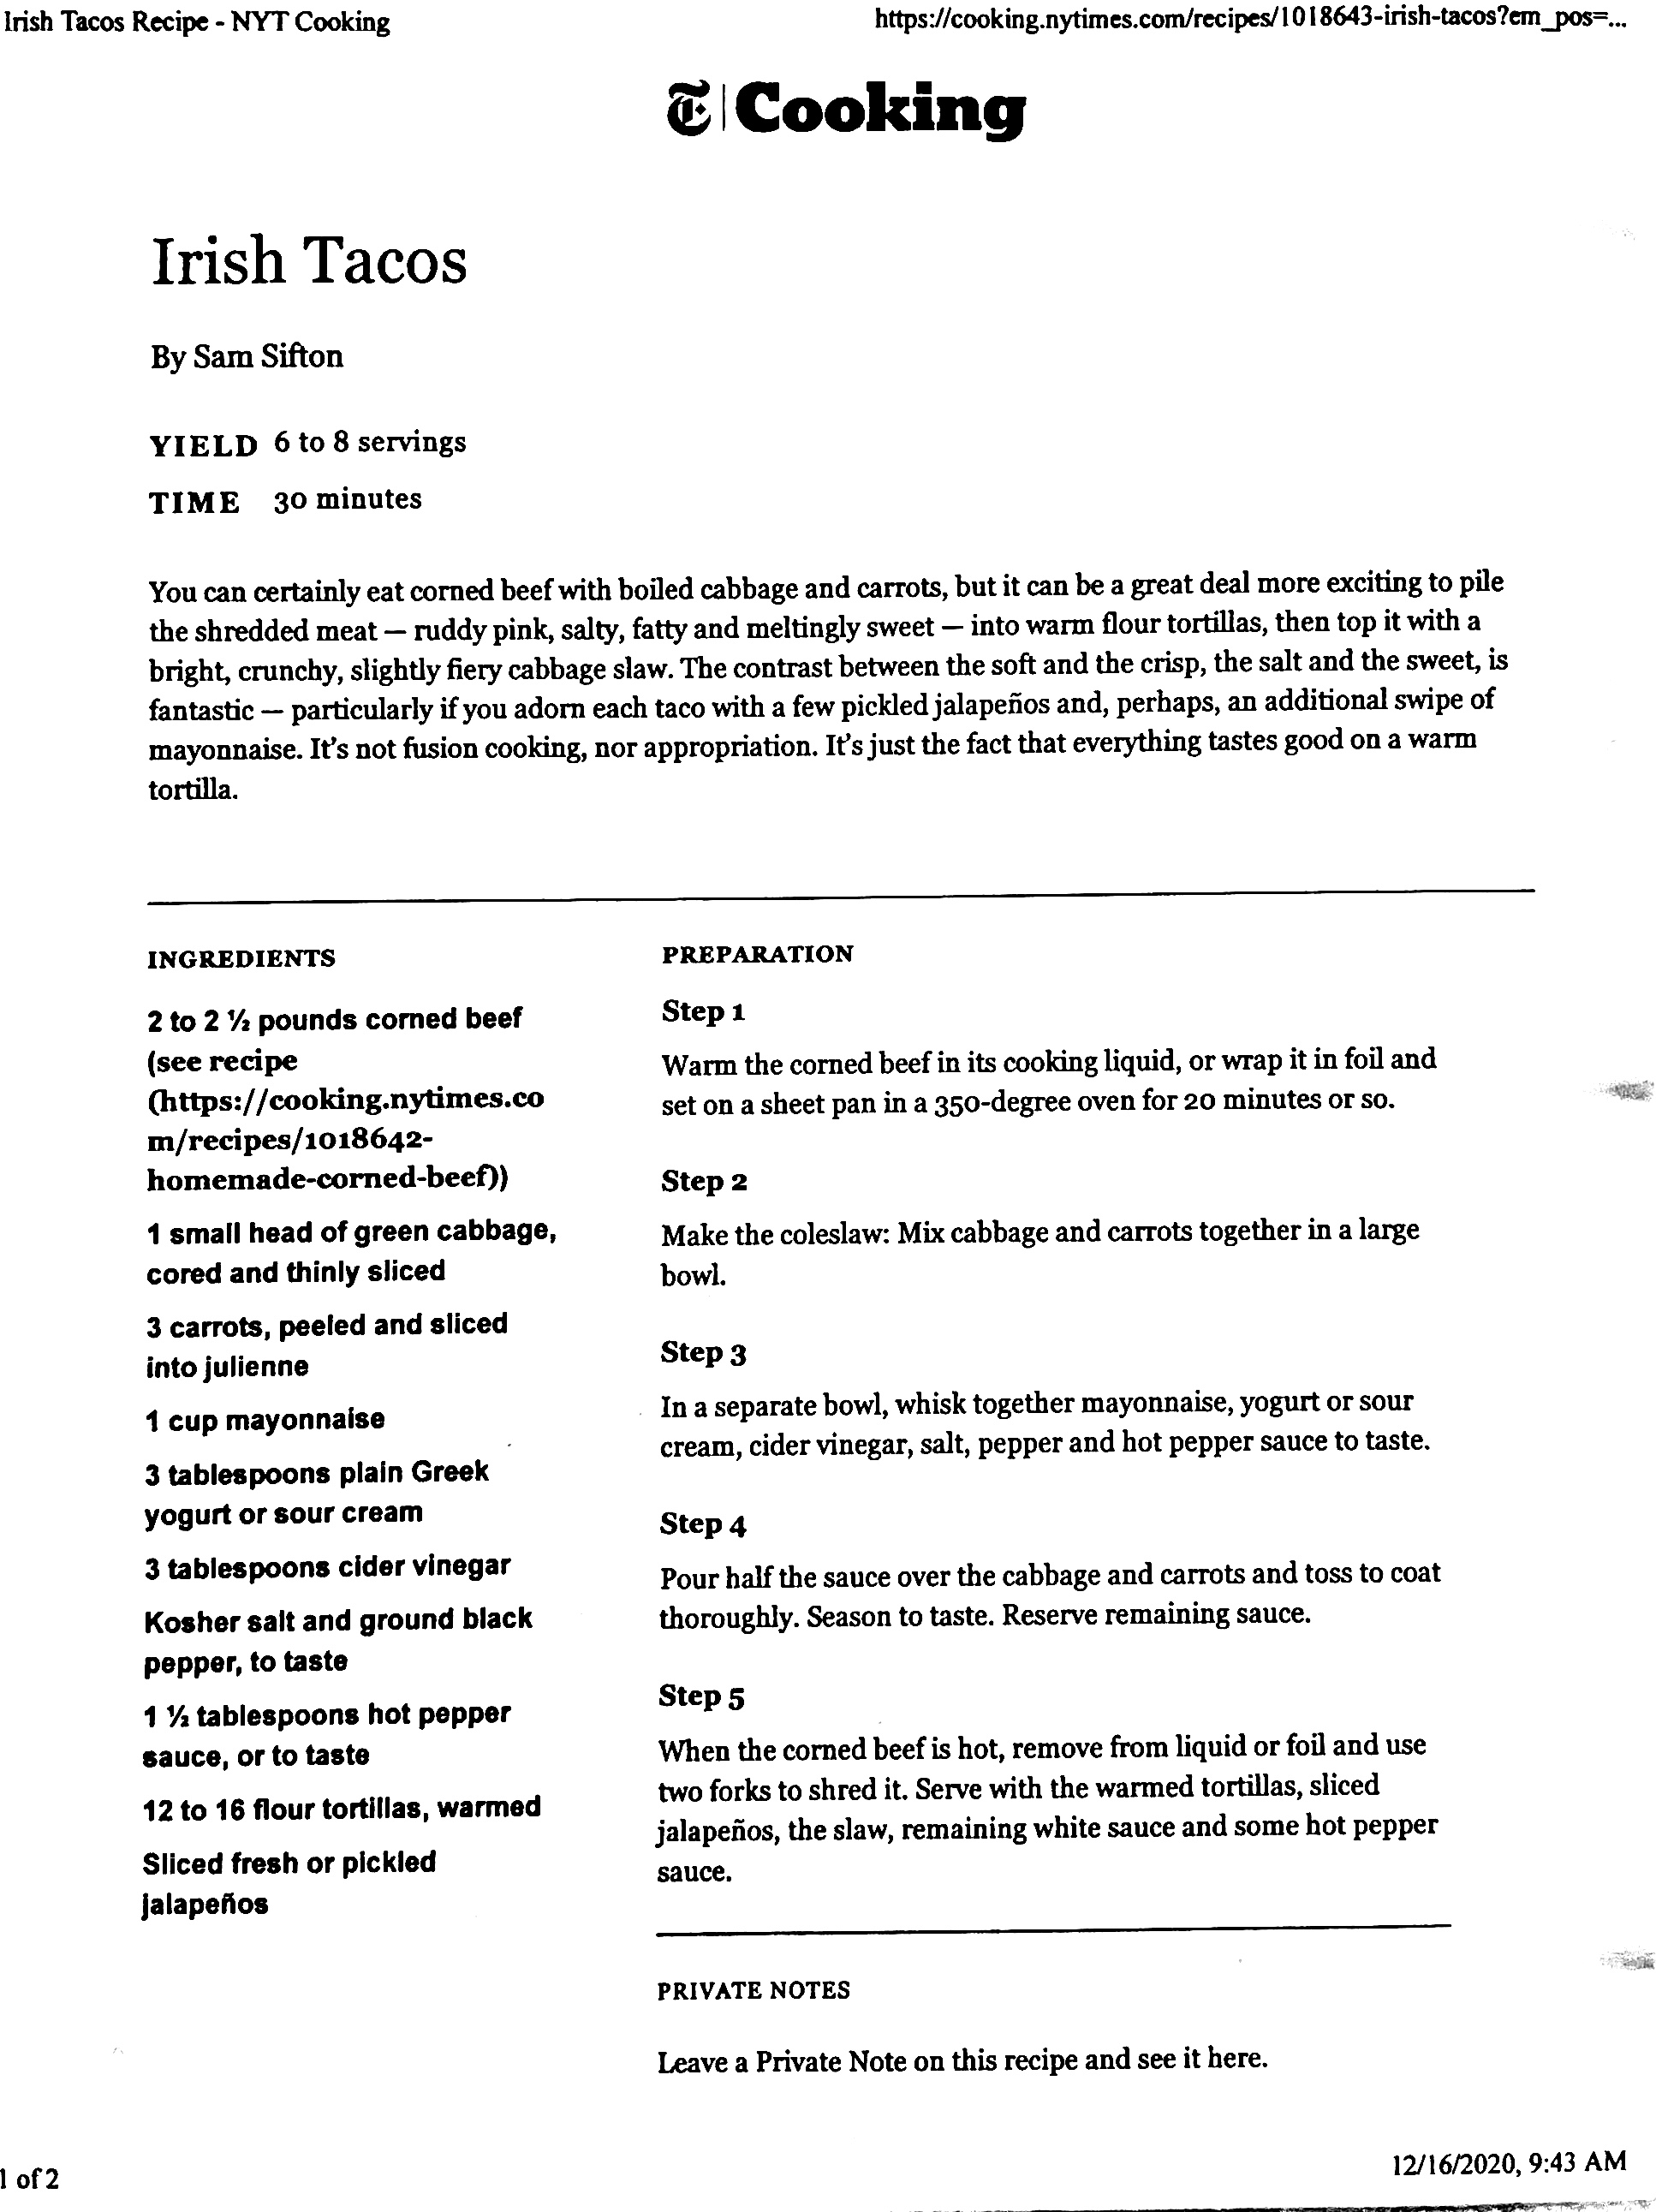 Irish Tacos Recipe - NYT Cooking
https://cooking.nytimes.com/recipes/1018643-irish-tacos?em_pos=...
T Cooking
Irish Tacos
By Sam Sifton
YIELD 6 to 8 servings
TIME 30 minutes
You can certainly eat corned beef with boiled cabbage and carrots, but it can be a great deal more exciting to pile
the shredded meat — ruddy pink, salty, fatty and meltingly sweet — into warm flour tortillas, then top it with a
bright, crunchy, slightly fiery cabbage slaw. The contrast between the soft and the crisp, the salt and the sweet, is
fantastic — particularly if you adorn each taco with a few pickled jalapeños and, perhaps, an additional swipe of
mayonnaise. It's not fusion cooking, nor appropriation. It's just the fact that everything tastes good on a warm
tortilla.
INGREDIENTS
2 to 2 ½ pounds corned beef
(see recipe
(https://cooking.nytimes.co
m/recipes/1018642-
homemade-corned-beef))
1 small head of green cabbage,
cored and thinly sliced
3 carrots, peeled and sliced
into julienne
1 cup mayonnaise
3 tablespoons plain Greek
yogurt or sour cream
3 tablespoons cider vinegar
Kosher salt and ground black
pepper, to taste
1 ½ tablespoons hot pepper
sauce, or to taste
12 to 16 flour tortillas, warmed
Sliced fresh or pickled
jalapeños
PREPARATION
Step 1
Warm the corned beef in its cooking liquid, or wrap it in foil and
set on a sheet pan in a 350-degree oven for 20 minutes or so.
Step 2
Make the coleslaw: Mix cabbage and carrots together in a large
bowl.
Step 3
In a separate bowl, whisk together mayonnaise, yogurt or sour
cream, cider vinegar, salt, pepper and hot pepper sauce to taste.
Step 4
Pour half the sauce over the cabbage and carrots and toss to coat
thoroughly. Season to taste. Reserve remaining sauce.
Step 5
When the corned beef is hot, remove from liquid or foil and use
two forks to shred it. Serve with the warmed tortillas, sliced
jalapeños, the slaw, remaining white sauce and some hot pepper
sauce.
PRIVATE NOTES
Leave a Private Note on this recipe and see it here.
1 of 2
12/16/2020, 9:43 AM